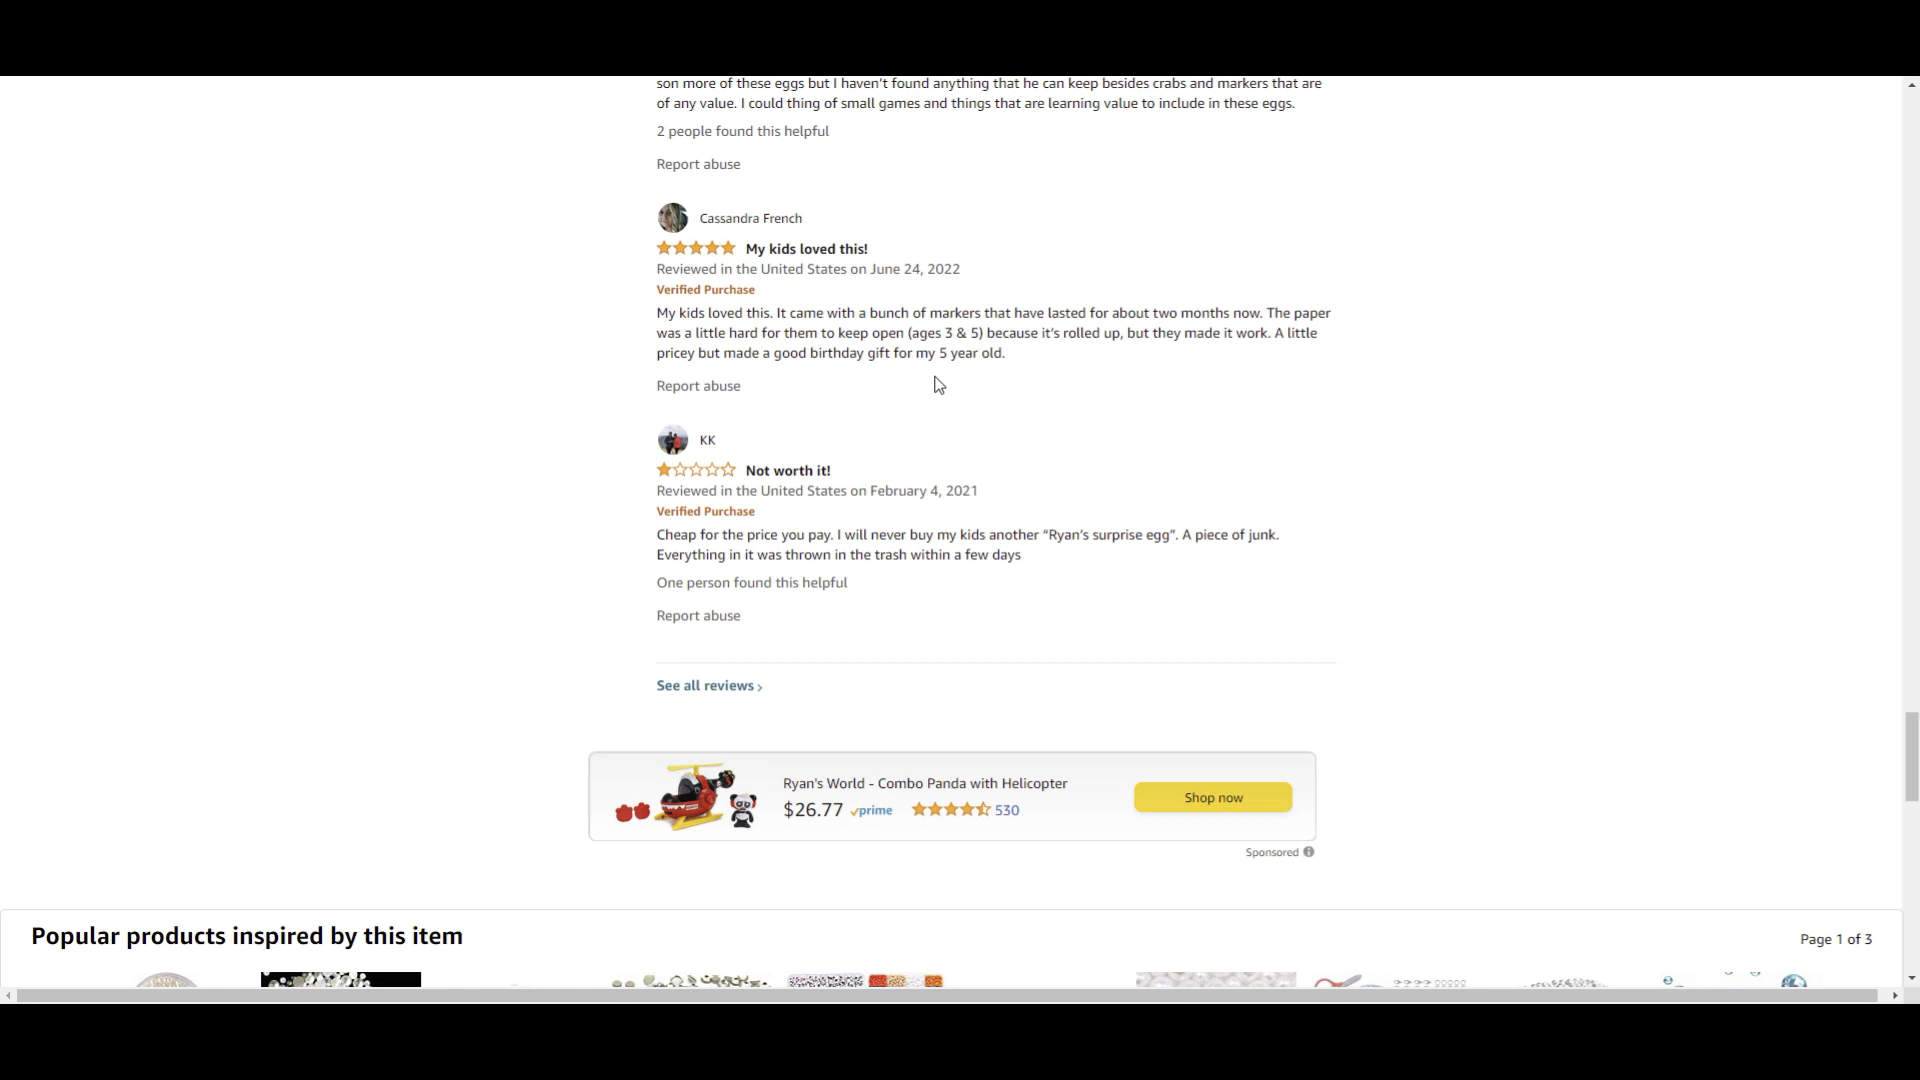 son more of these eggs but I haven't found anything that he can keep besides crabs and markers that are
of any value. I could thing of small games and things that are learning value to include in these eggs.
2 people found this helpful
Report abuse
Cassandra French
My kids loved this!
Reviewed in the United States on June 24, 2022
Verified Purchase
My kids loved this. It came with a bunch of markers that have lasted for about two months now. The paper
was a little hard for them to keep open (ages 3 & 5) because it's rolled up, but they made it work. A little
pricey but made a good birthday gift for my 5 year old.
Report abuse
KK
Not worth it!
Reviewed in the United States on February 4, 2021
Verified Purchase
Cheap for the price you pay. I will never buy my kids another “Ryan's surprise egg”. A piece of junk.
Everything in it was thrown in the trash within a few days
One person found this helpful
Report abuse
See all reviews ›
Ryan's World - Combo Panda with Helicopter
$26.77 prime 530
Shop now
Sponsored
Popular products inspired by this item
Page 1 of 3